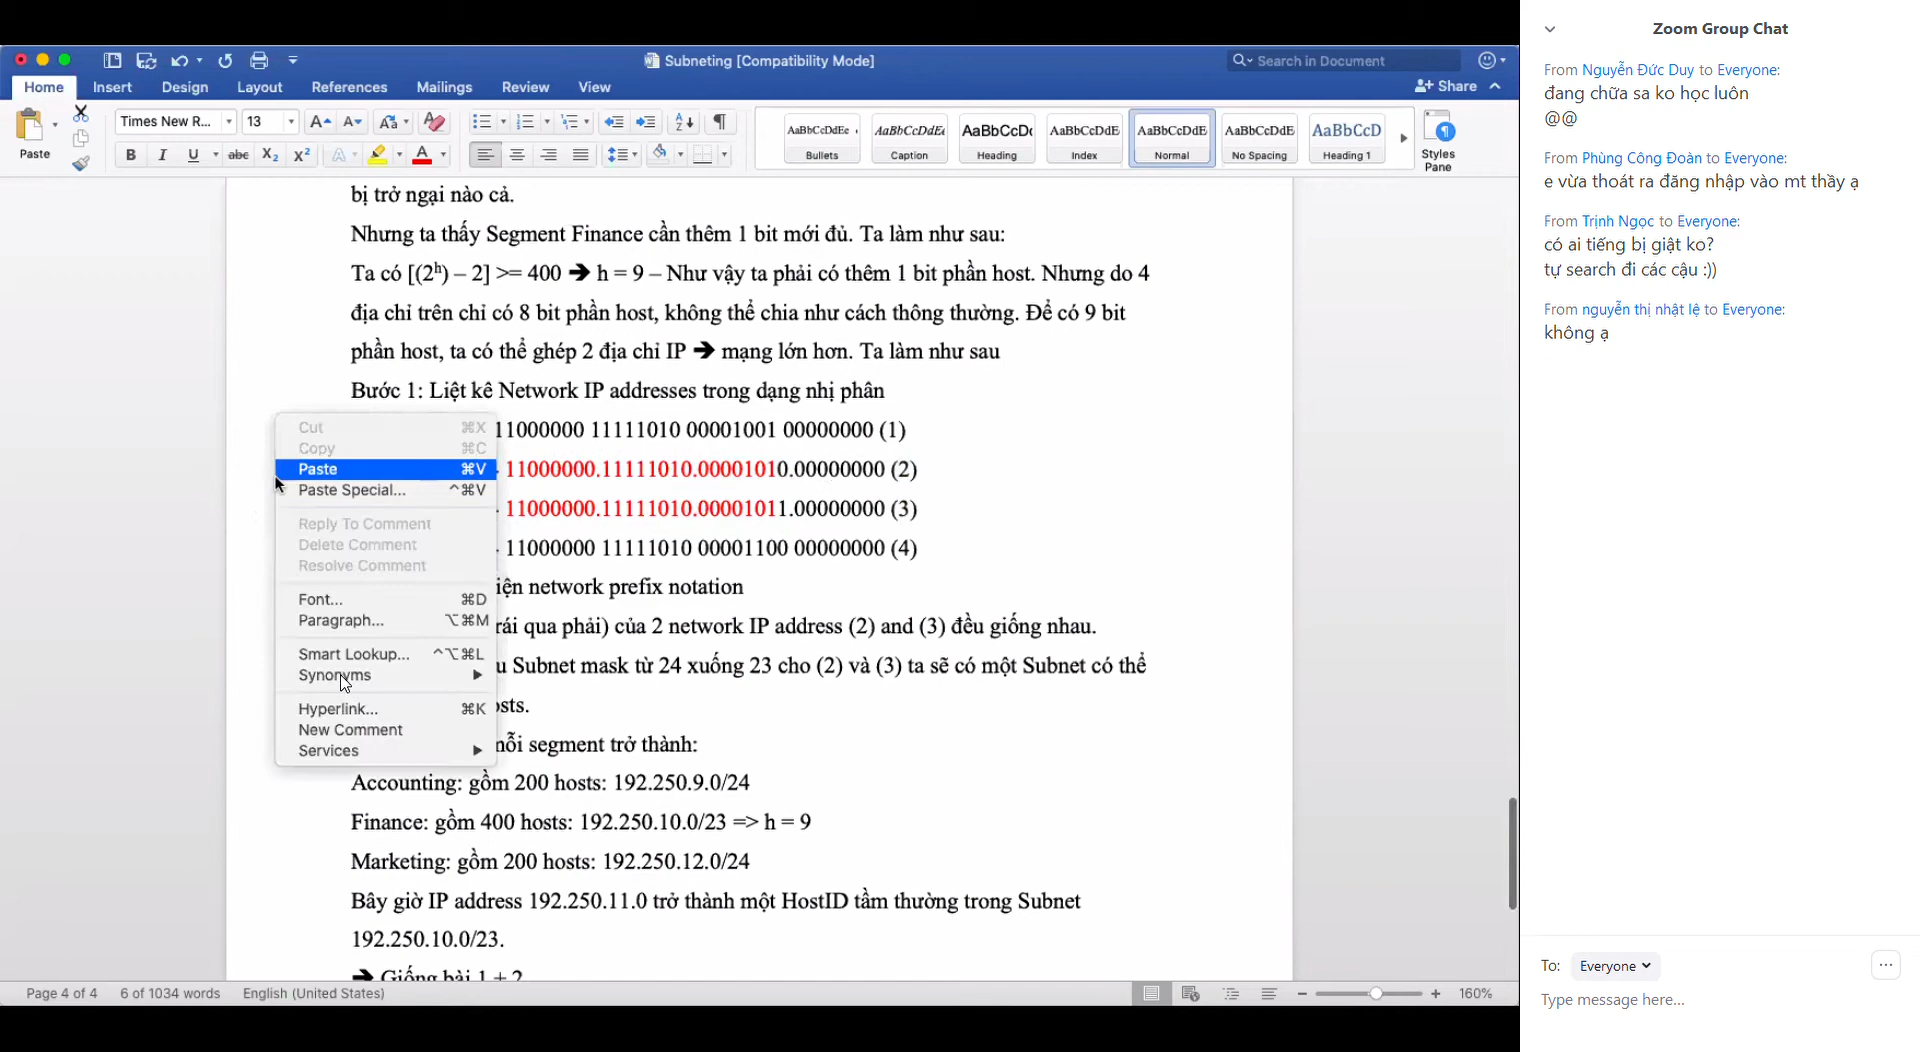 Subneting [Compatibility Mode]
Search in Document
Home Insert Design Layout References Mailings Review View
Share
Paste
Times New R... 13
B I U abc X₂ X²
AaBbCcDdEe AaBbCcDdEe AaBbCcDc AaBbCcDdE AaBbCcDdE AaBbCcDdE AaBbCcD
Bullets Caption Heading Index Normal No Spacing Heading 1
Styles
Pane
bị trở ngại nào cả.
Nhưng ta thấy Segment Finance cần thêm 1 bit mới đủ. Ta làm như sau:
Ta có [(2ʰ) – 2] >= 400 ➔ h = 9 – Như vậy ta phải có thêm 1 bit phần host. Nhưng do 4
địa chỉ trên chỉ có 8 bit phần host, không thể chia như cách thông thường. Để có 9 bit
phần host, ta có thể ghép 2 địa chỉ IP ➔ mạng lớn hơn. Ta làm như sau
Bước 1: Liệt kê Network IP addresses trong dạng nhị phân
11000000 11111010 00001001 00000000 (1)
11000000.11111010.00001010.00000000 (2)
11000000.11111010.00001011.00000000 (3)
11000000 11111010 00001100 00000000 (4)
iện network prefix notation
rái qua phải) của 2 network IP address (2) and (3) đều giống nhau.
u Subnet mask từ 24 xuống 23 cho (2) và (3) ta sẽ có một Subnet có thể
osts.
nỗi segment trở thành:
Accounting: gồm 200 hosts: 192.250.9.0/24
Finance: gồm 400 hosts: 192.250.10.0/23 => h = 9
Marketing: gồm 200 hosts: 192.250.12.0/24
Bây giờ IP address 192.250.11.0 trở thành một HostID tầm thường trong Subnet
192.250.10.0/23.
➔ Giống bài 1 + 2
Cut ⌘X
Copy ⌘C
Paste ⌘V
Paste Special... ^⌘V
Reply To Comment
Delete Comment
Resolve Comment
Font... ⌘D
Paragraph... ⌥⌘M
Smart Lookup... ^⌥⌘L
Synonyms
Hyperlink... ⌘K
New Comment
Services
Page 4 of 4 6 of 1034 words English (United States)
160%
Zoom Group Chat
From Nguyễn Đức Duy to Everyone:
đang chữa sa ko học luôn
@@
From Phùng Công Đoàn to Everyone:
e vừa thoát ra đăng nhập vào mt thầy ạ
From Trịnh Ngọc to Everyone:
có ai tiếng bị giật ko?
tự search đi các cậu :))
From nguyễn thị nhật lệ to Everyone:
không ạ
To: Everyone
Type message here...